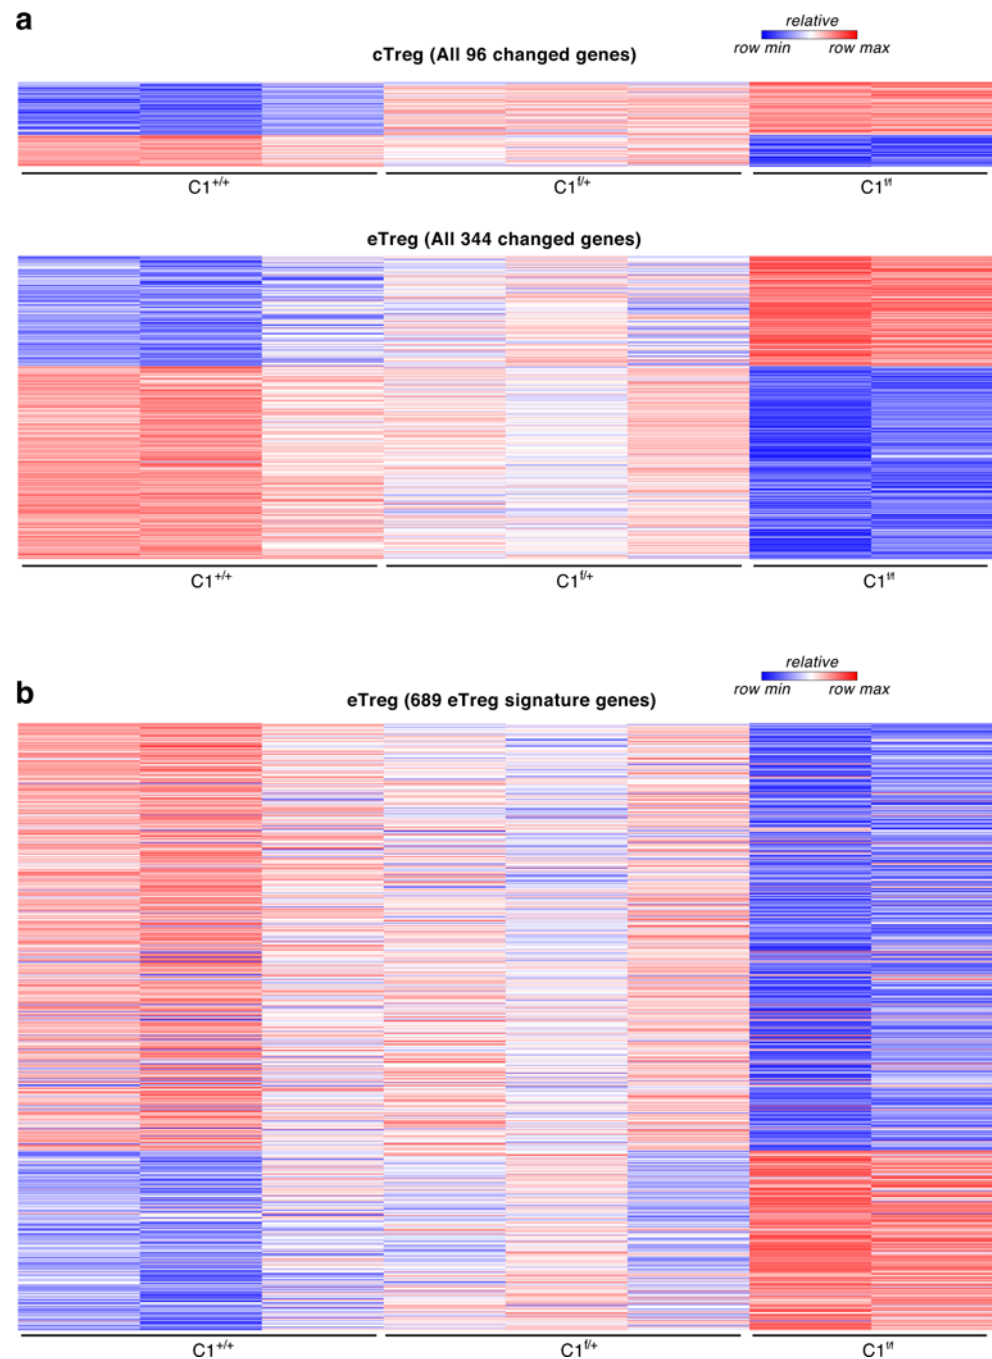 a
relative
row min row max
cTreg (All 96 changed genes)
C1+/+ C1f/+ C1f/f
eTreg (All 344 changed genes)
C1+/+ C1f/+ C1f/f
b
relative
row min row max
eTreg (689 eTreg signature genes)
C1+/+ C1f/+ C1f/f